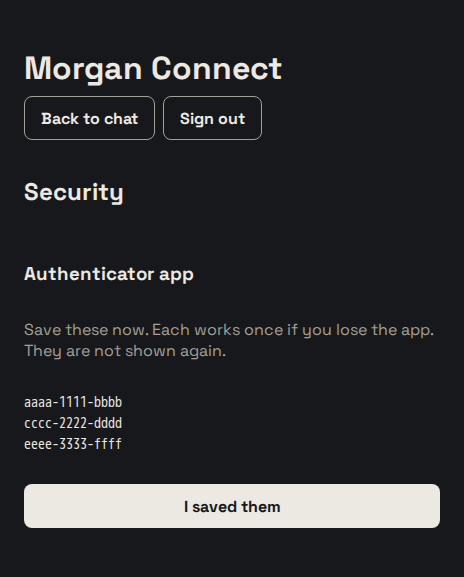 Morgan Connect
Back to chat
Sign out
Security
Authenticator app
Save these now. Each works once if you lose the app.
They are not shown again.
aaaa-1111-bbbb
cccc-2222-dddd
eeee-3333-ffff
I saved them